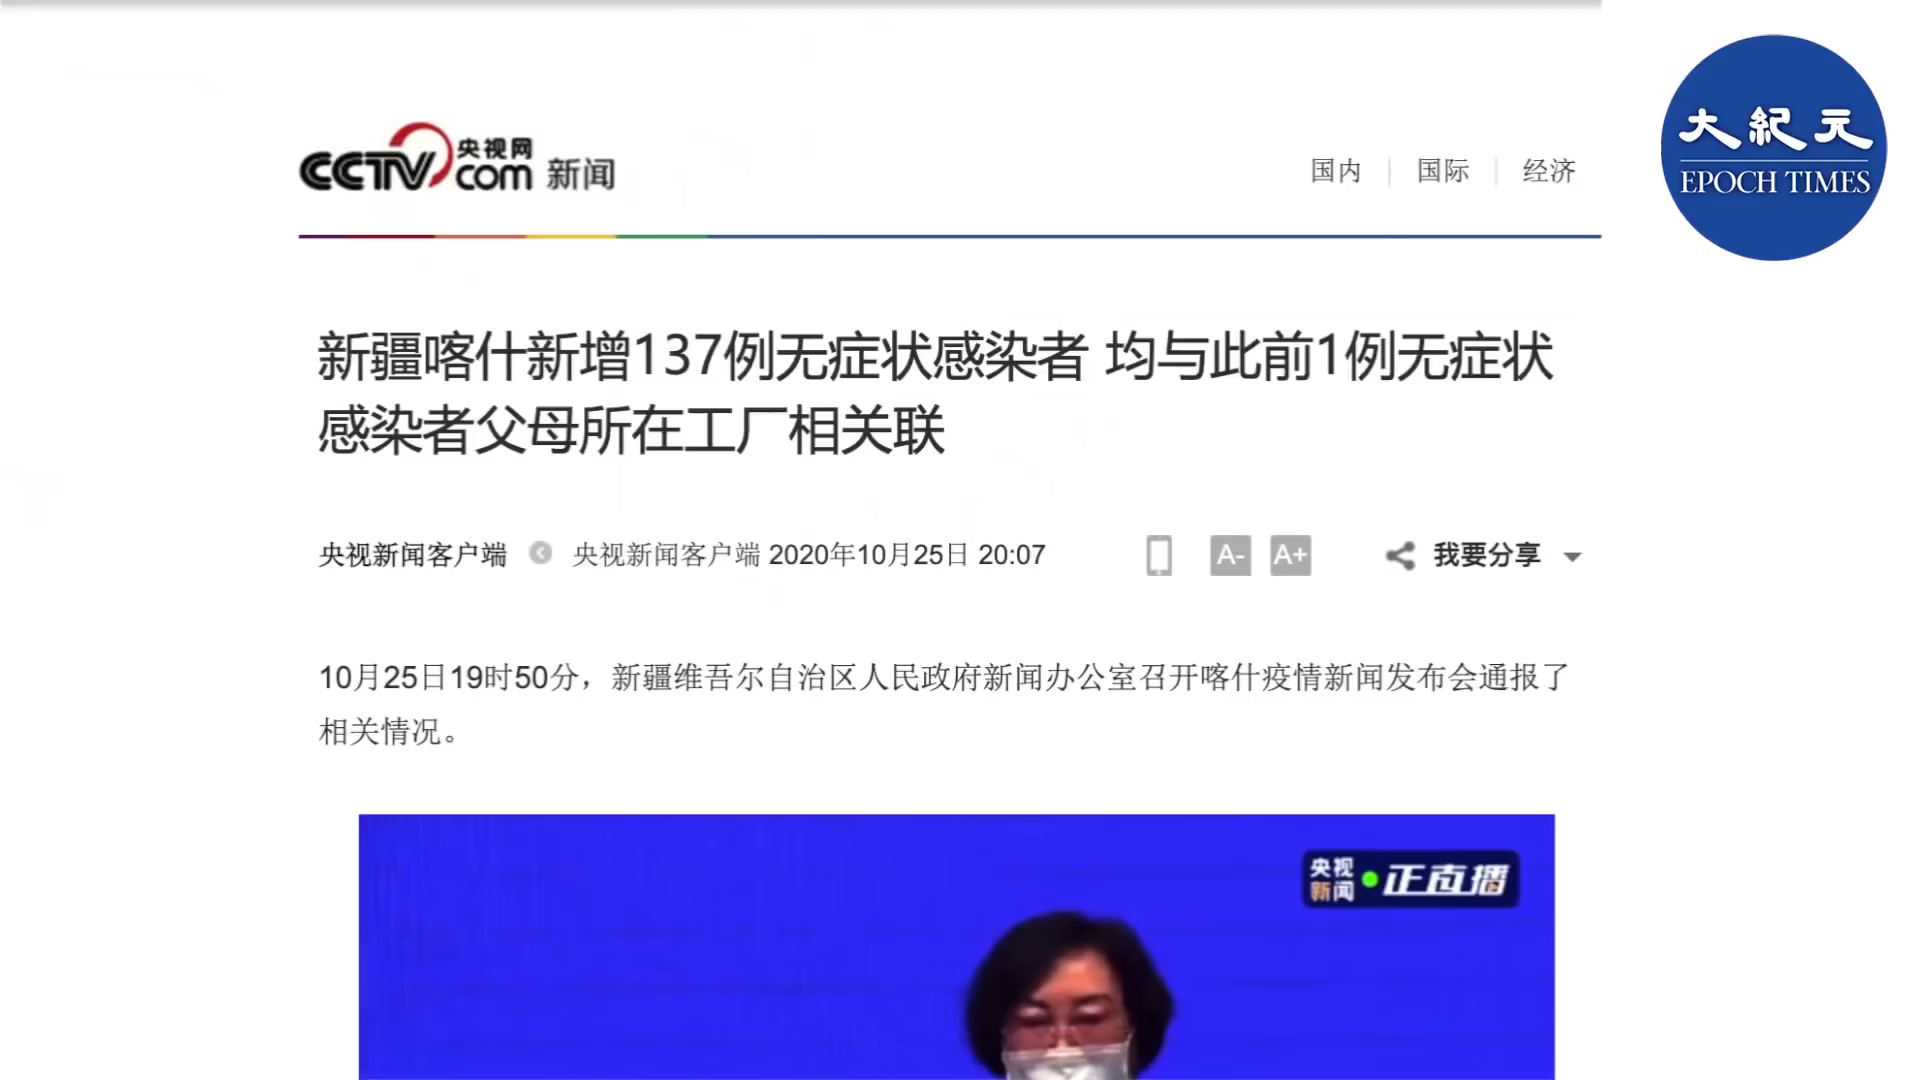 CCTV.com 央视网 新闻
国内 国际 经济
大紀元
EPOCH TIMES
新疆喀什新增137例无症状感染者 均与此前1例无症状
感染者父母所在工厂相关联
央视新闻客户端 央视新闻客户端 2020年10月25日 20:07 A- A+ 我要分享
10月25日19时50分，新疆维吾尔自治区人民政府新闻办公室召开喀什疫情新闻发布会通报了
相关情况。
央视
新闻 正直播